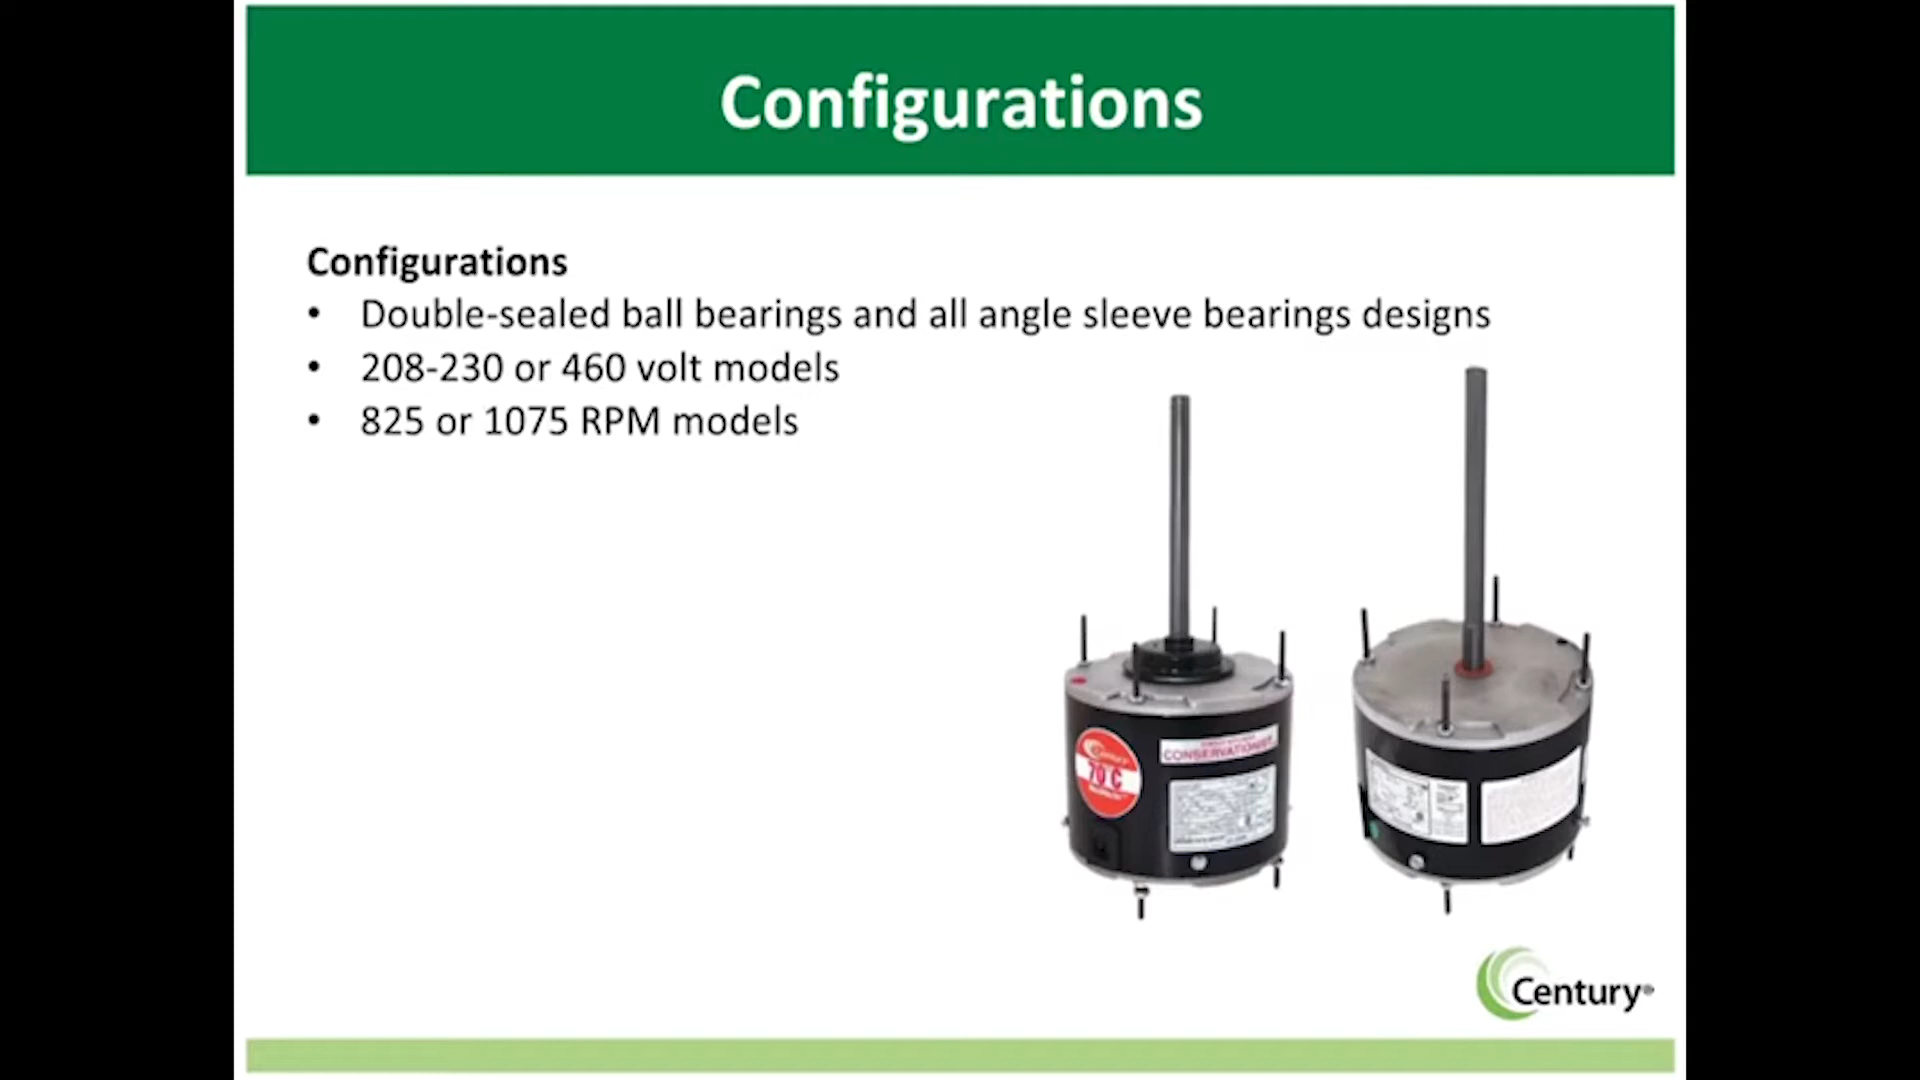 Configurations
Configurations
• Double-sealed ball bearings and all angle sleeve bearings designs
• 208-230 or 460 volt models
• 825 or 1075 RPM models
Century
70 C
CONSERVATIONIST
Century®